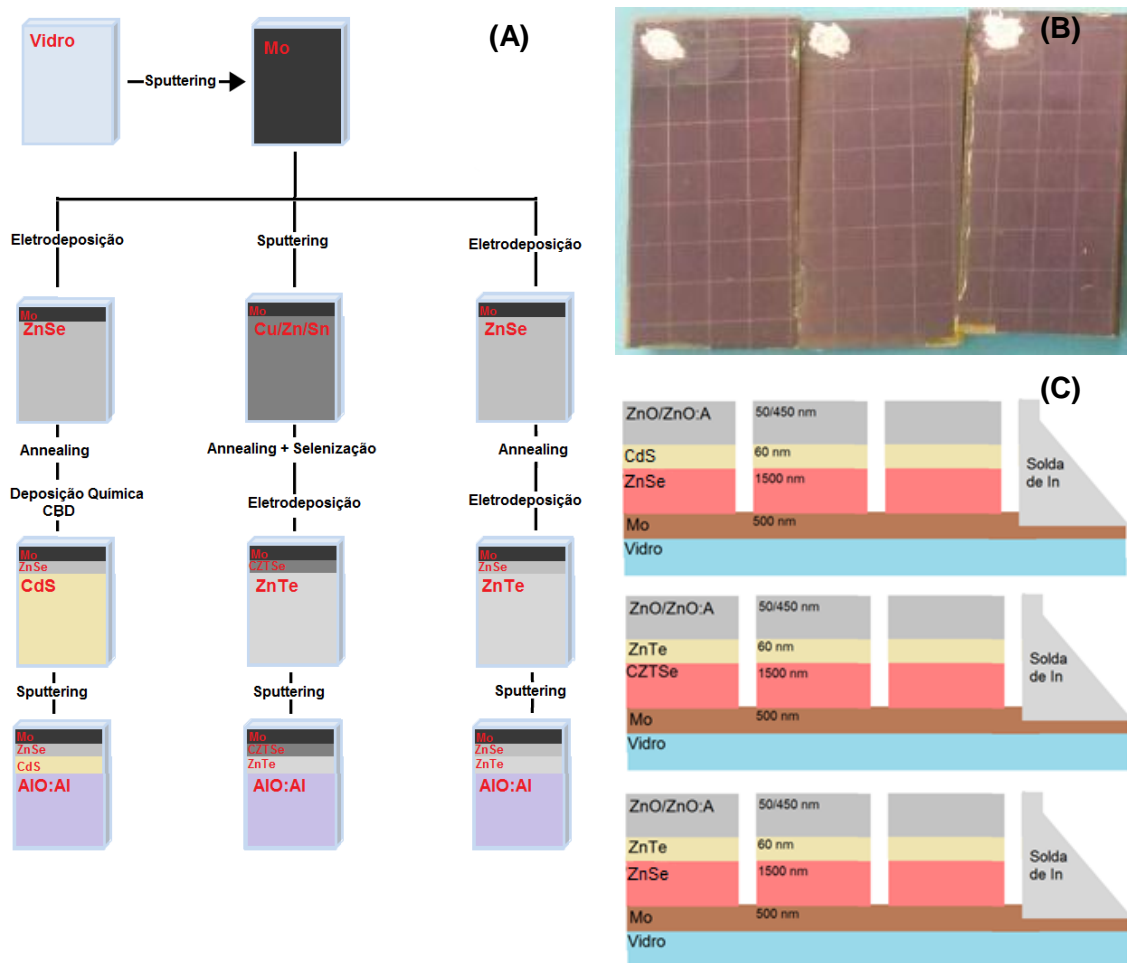 (A)
Vidro
Sputtering
Mo
Eletrodeposição
Sputtering
Eletrodeposição
Mo
ZnSe
Mo
Cu/Zn/Sn
Mo
ZnSe
Annealing
Annealing + Selenização
Annealing
Deposição Química
CBD
Eletrodeposição
Eletrodeposição
Mo
ZnSe
CdS
Mo
CZTSe
ZnTe
Mo
ZnSe
ZnTe
Sputtering
Sputtering
Sputtering
Mo
ZnSe
CdS
AlO:Al
Mo
CZTSe
ZnTe
AlO:Al
Mo
ZnSe
ZnTe
AlO:Al
(B)
(C)
ZnO/ZnO:A
50/450 nm
CdS
60 nm
ZnSe
1500 nm
Mo
500 nm
Vidro
Solda
de In
ZnO/ZnO:A
50/450 nm
ZnTe
60 nm
CZTSe
1500 nm
Mo
500 nm
Vidro
Solda
de In
ZnO/ZnO:A
50/450 nm
ZnTe
60 nm
ZnSe
1500 nm
Mo
500 nm
Vidro
Solda
de In